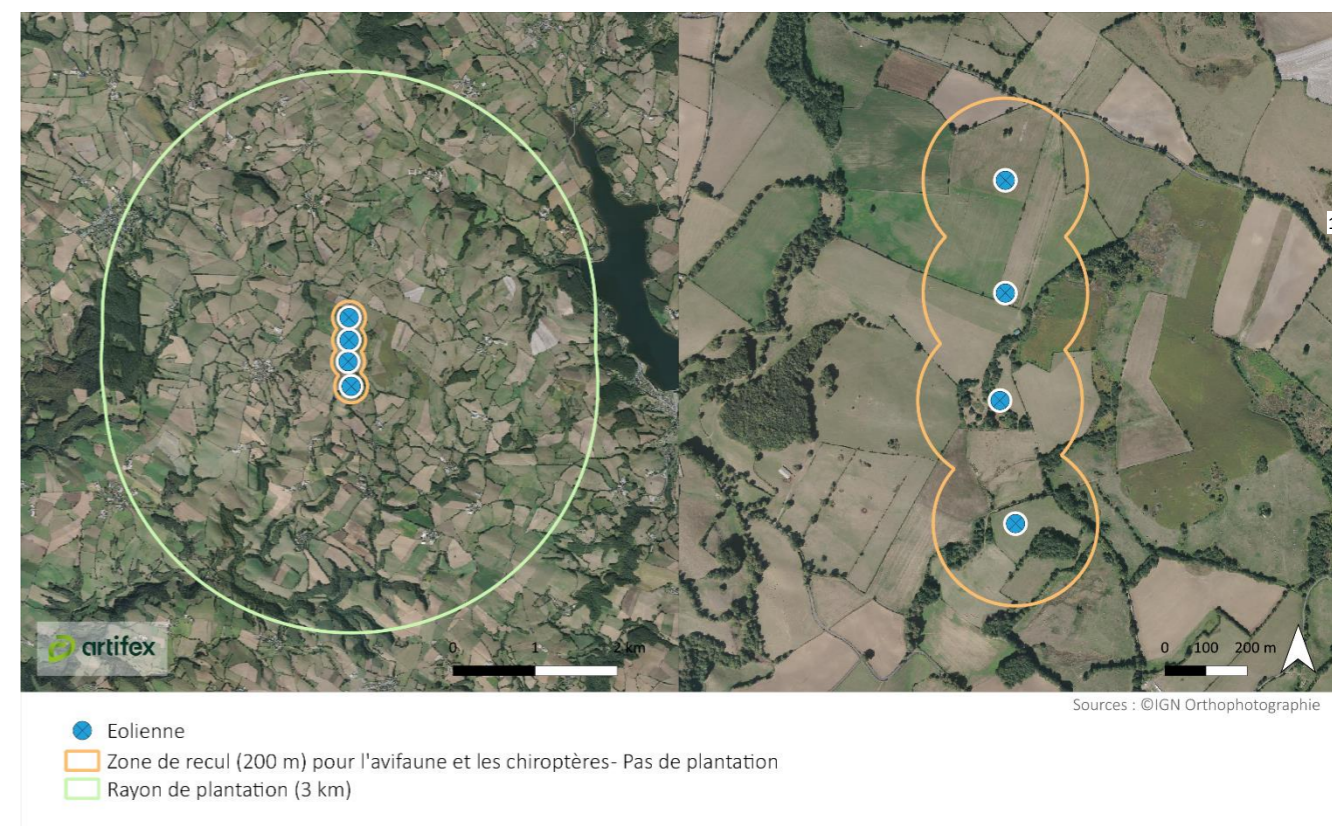 artifex
0 1 2 km
0 100 200 m
Sources : ©IGN Orthophotographie
Eolienne
Zone de recul (200 m) pour l'avifaune et les chiroptères- Pas de plantation
Rayon de plantation (3 km)